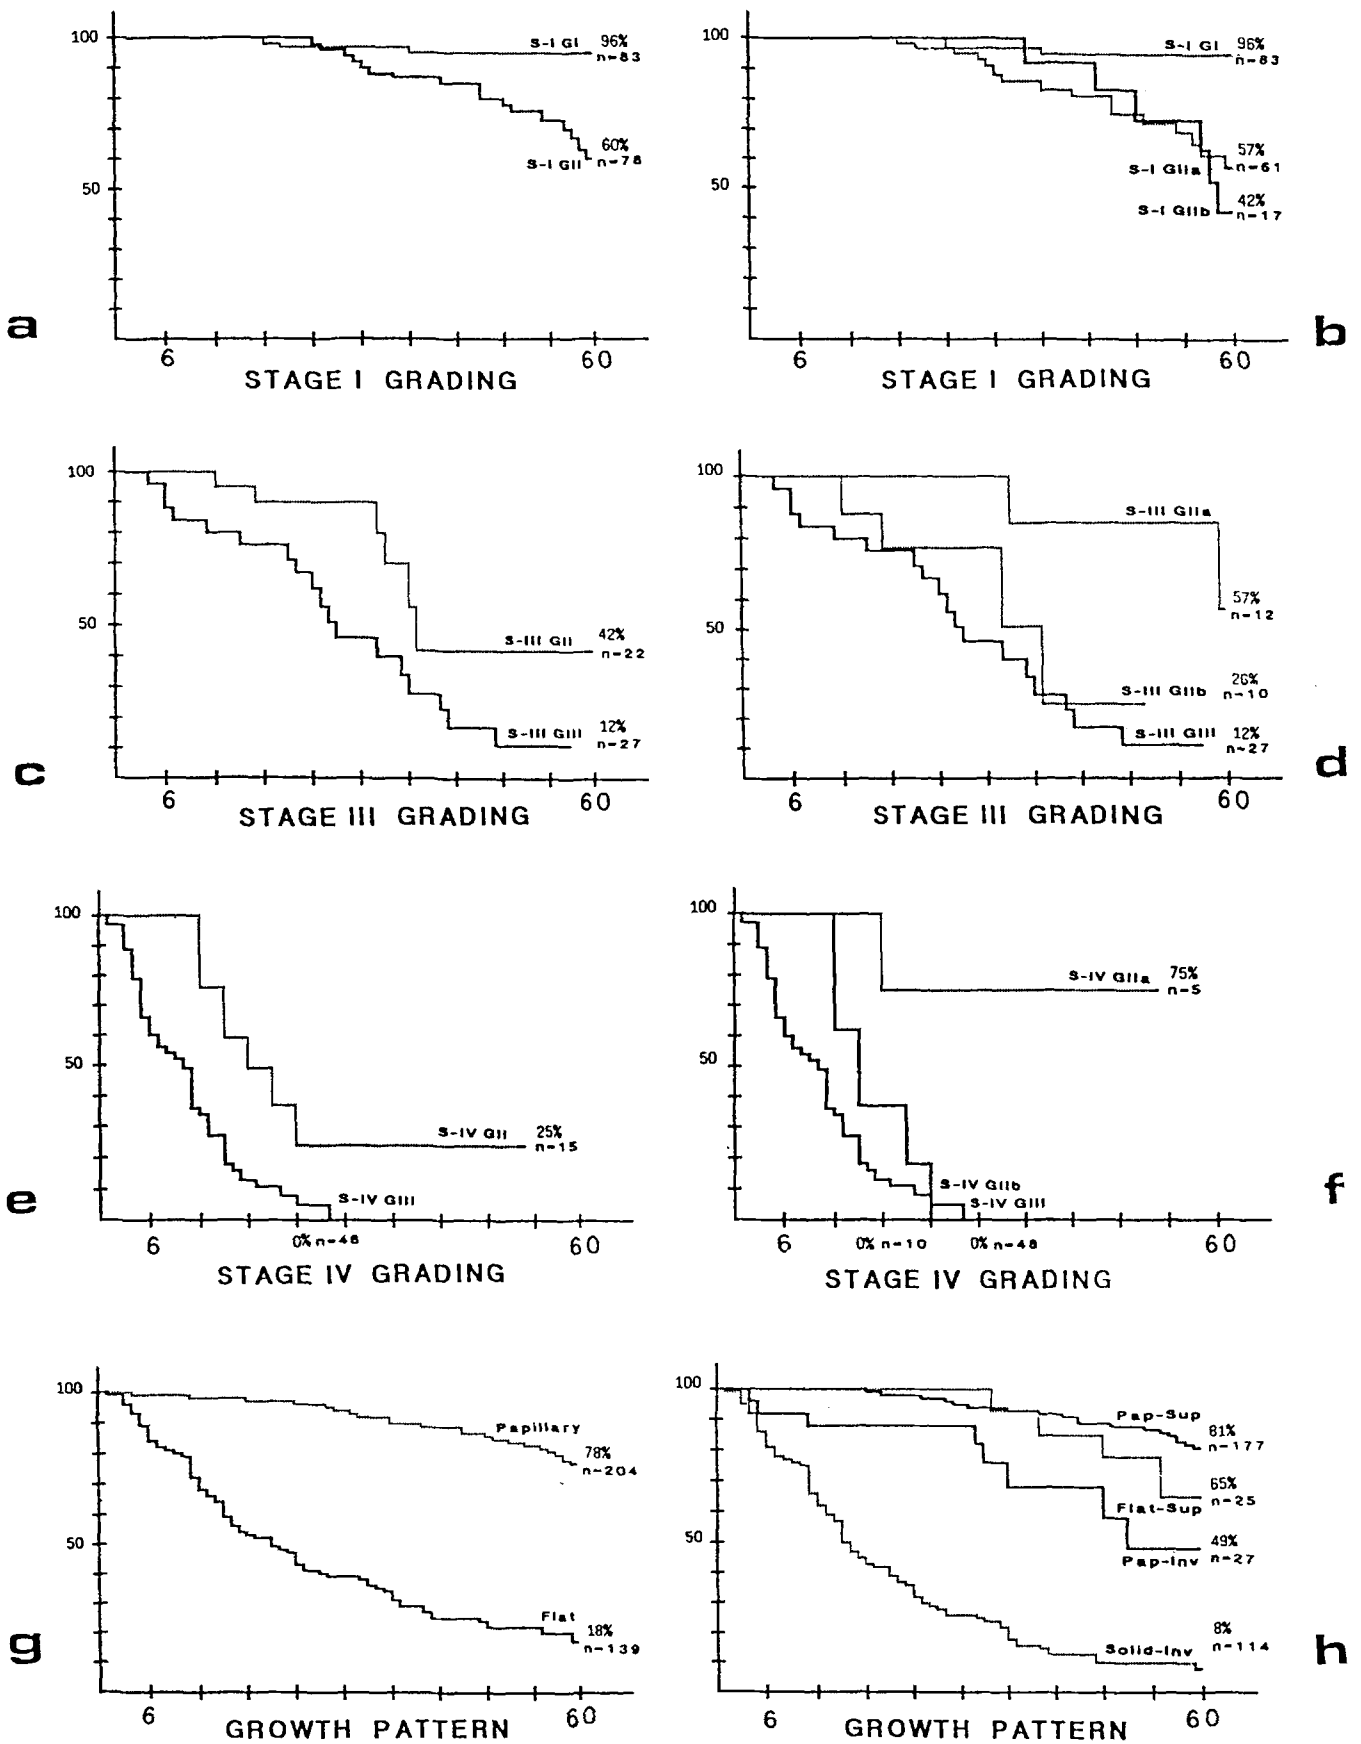 100
S-I GI 96%
n-83
60%
S-I GII n-78
50
a
6 60
STAGE I GRADING
100
S-I GI 96%
n-83
57%
S-I GIIa n-61
50
42%
S-I GIIb n-17
b
6 60
STAGE I GRADING
100
50
S-III GII 42%
n-22
S-III GIII 12%
n-27
c
6 60
STAGE III GRADING
100
S-III GIIa
57%
n-12
50
26%
S-III GIIb n-10
S-III GIII 12%
n-27
d
6 60
STAGE III GRADING
100
50
S-IV GII 25%
n-15
S-IV GIII
e
6 0% n-46 60
STAGE IV GRADING
100
S-IV GIIa 75%
n-5
50
S-IV GIIb
S-IV GIII
f
6 0% n-10 0% n-48 60
STAGE IV GRADING
100
Papillary
78%
n-204
50
Flat
18%
n-139
g
6 60
GROWTH PATTERN
100
Pap-Sup
81%
n-177
65%
Flat-Sup n-25
50
49%
Pap-Inv n-27
8%
Solid-Inv n-114
h
6 60
GROWTH PATTERN